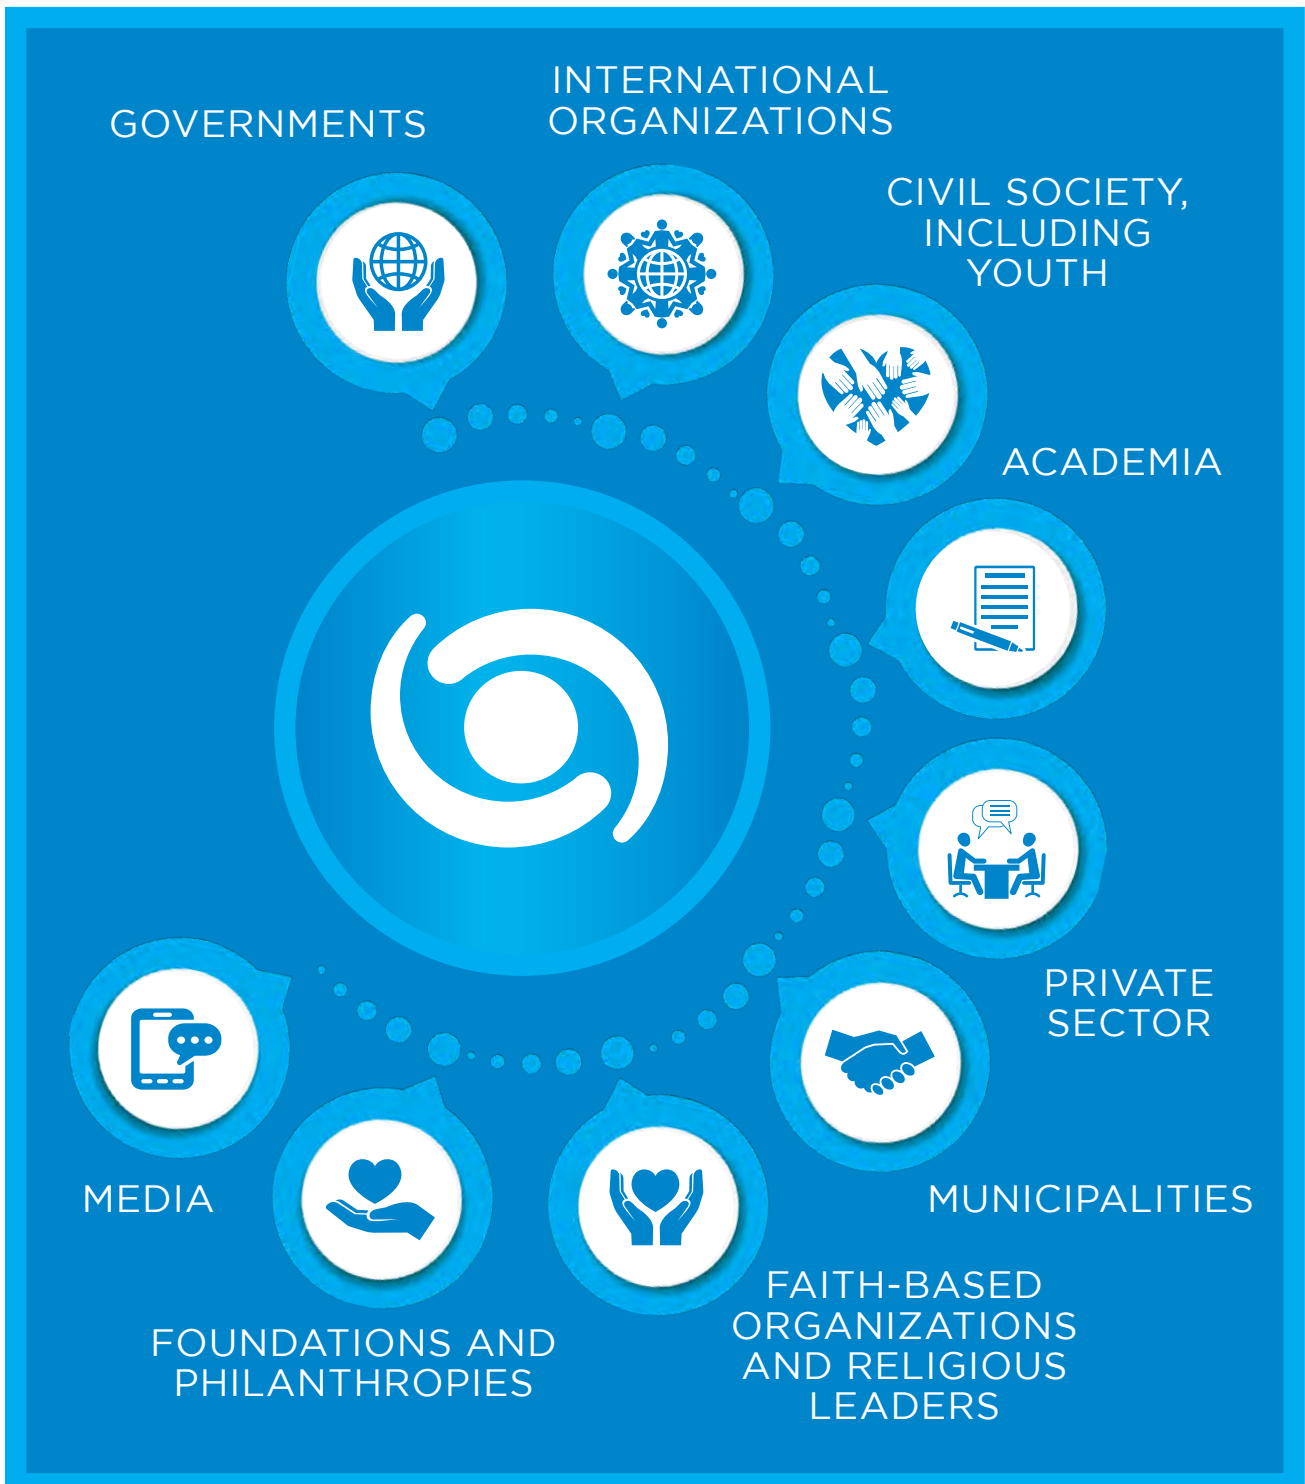 GOVERNMENTS
INTERNATIONAL
ORGANIZATIONS
CIVIL SOCIETY,
INCLUDING
YOUTH
ACADEMIA
PRIVATE
SECTOR
MUNICIPALITIES
FAITH-BASED
ORGANIZATIONS
AND RELIGIOUS
LEADERS
FOUNDATIONS AND
PHILANTHROPIES
MEDIA